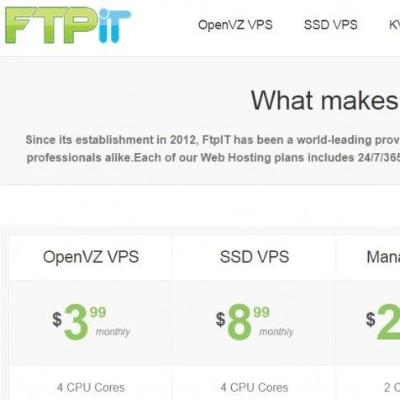 FTPiT
OpenVZ VPS SSD VPS K
What makes
Since its establishment in 2012, FtpIT has been a world-leading prov
professionals alike.Each of our Web Hosting plans includes 24/7/365
OpenVZ VPS SSD VPS Mana
$3.99 $8.99 $2
monthly monthly
4 CPU Cores 4 CPU Cores 2 C